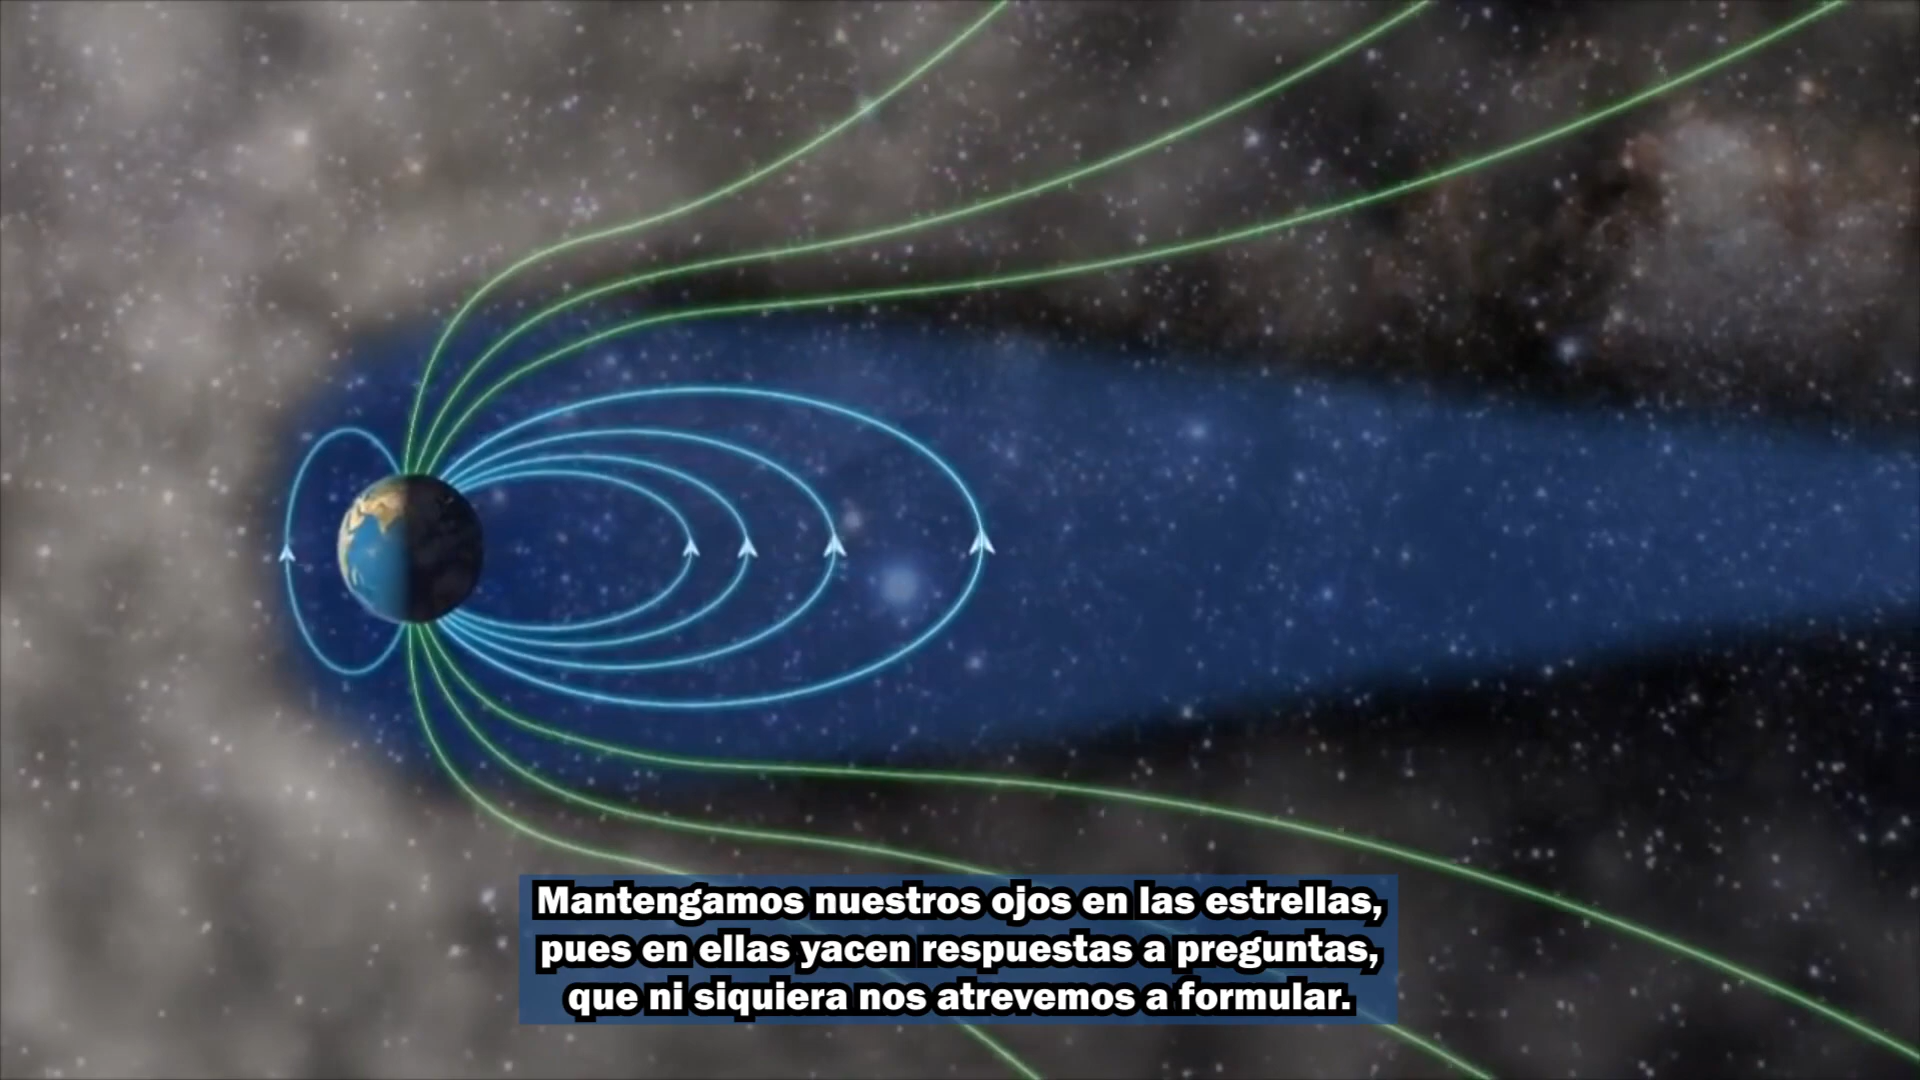 Mantengamos nuestros ojos en las estrellas,
pues en ellas yacen respuestas a preguntas,
que ni siquiera nos atrevemos a formular.